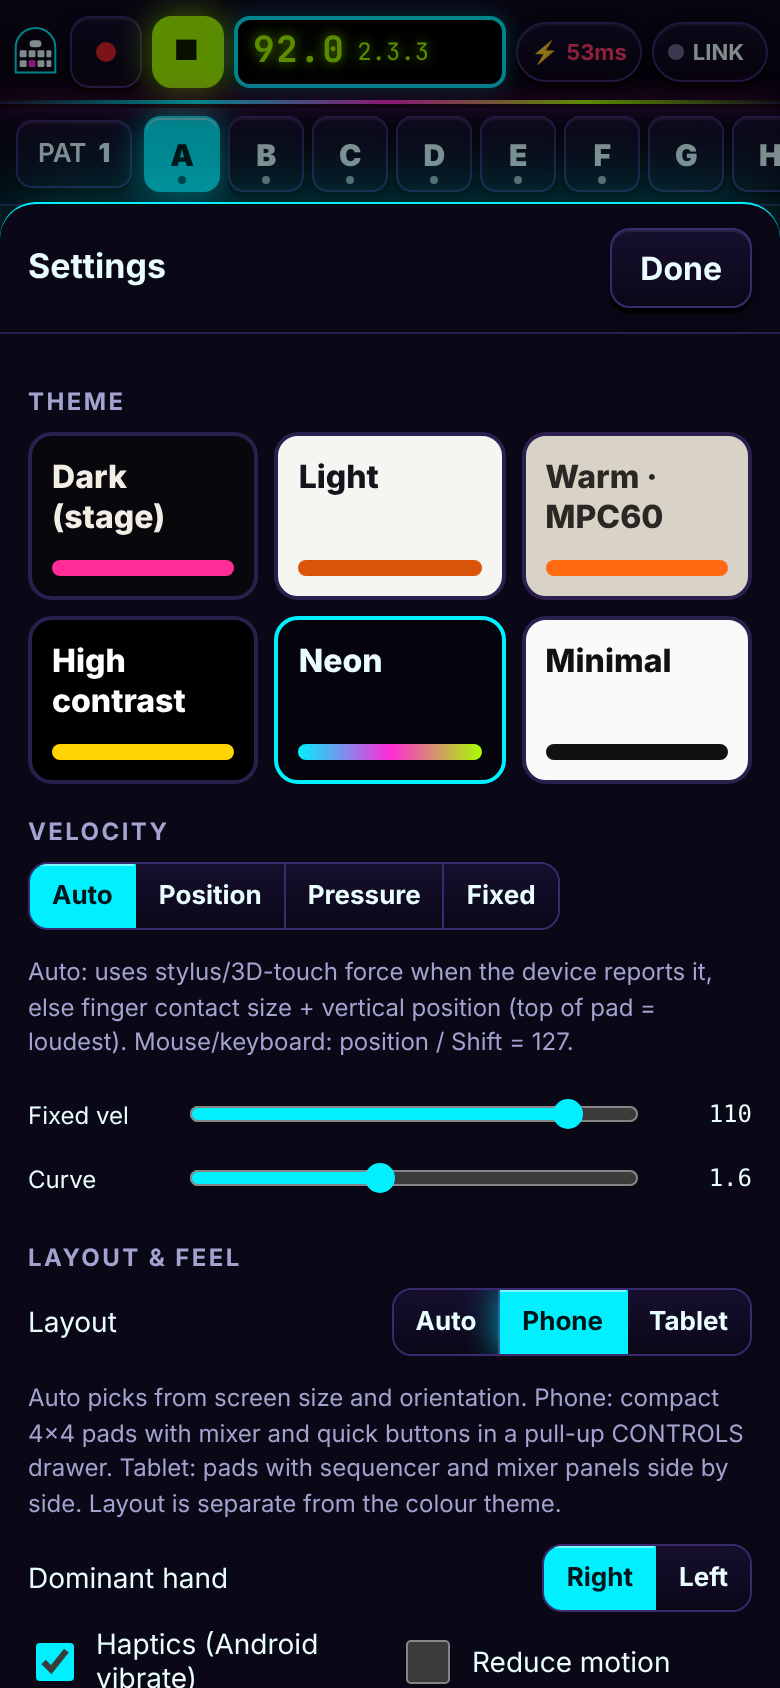 92.0 2.3.3
⚡ 53ms
LINK
PAT 1
A B C D E F G H
Settings
Done
THEME
Dark
(stage)
Light
Warm ·
MPC60
High
contrast
Neon
Minimal
VELOCITY
Auto Position Pressure Fixed
Auto: uses stylus/3D-touch force when the device reports it,
else finger contact size + vertical position (top of pad =
loudest). Mouse/keyboard: position / Shift = 127.
Fixed vel 110
Curve 1.6
LAYOUT & FEEL
Layout Auto Phone Tablet
Auto picks from screen size and orientation. Phone: compact
4×4 pads with mixer and quick buttons in a pull-up CONTROLS
drawer. Tablet: pads with sequencer and mixer panels side by
side. Layout is separate from the colour theme.
Dominant hand Right Left
Haptics (Android
vibrate)
Reduce motion